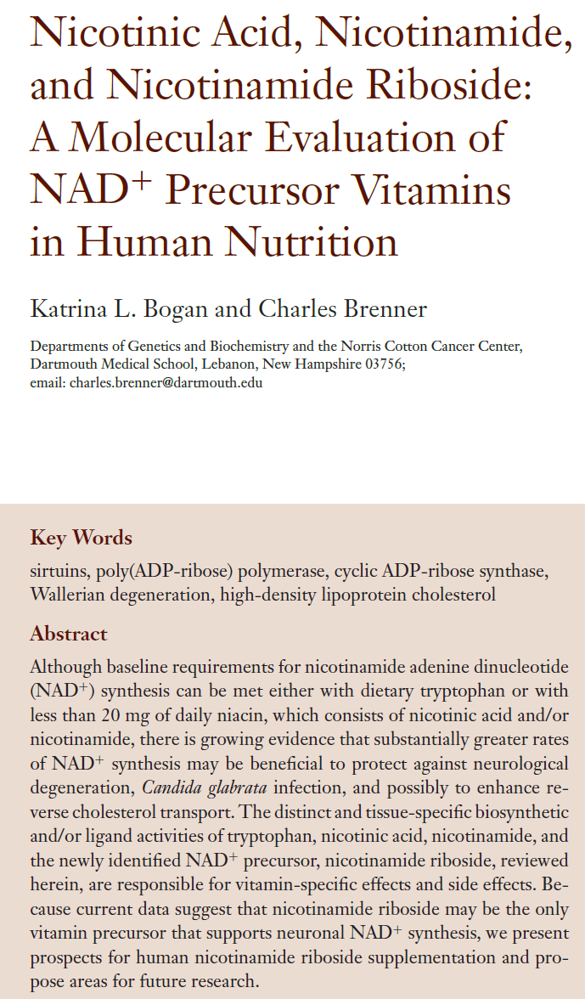 Nicotinic Acid, Nicotinamide,
and Nicotinamide Riboside:
A Molecular Evaluation of
NAD+ Precursor Vitamins
in Human Nutrition
Katrina L. Bogan and Charles Brenner
Departments of Genetics and Biochemistry and the Norris Cotton Cancer Center,
Dartmouth Medical School, Lebanon, New Hampshire 03756;
email: charles.brenner@dartmouth.edu
Key Words
sirtuins, poly(ADP-ribose) polymerase, cyclic ADP-ribose synthase,
Wallerian degeneration, high-density lipoprotein cholesterol
Abstract
Although baseline requirements for nicotinamide adenine dinucleotide
(NAD+) synthesis can be met either with dietary tryptophan or with
less than 20 mg of daily niacin, which consists of nicotinic acid and/or
nicotinamide, there is growing evidence that substantially greater rates
of NAD+ synthesis may be beneficial to protect against neurological
degeneration, Candida glabrata infection, and possibly to enhance re-
verse cholesterol transport. The distinct and tissue-specific biosynthetic
and/or ligand activities of tryptophan, nicotinic acid, nicotinamide, and
the newly identified NAD+ precursor, nicotinamide riboside, reviewed
herein, are responsible for vitamin-specific effects and side effects. Be-
cause current data suggest that nicotinamide riboside may be the only
vitamin precursor that supports neuronal NAD+ synthesis, we present
prospects for human nicotinamide riboside supplementation and pro-
pose areas for future research.